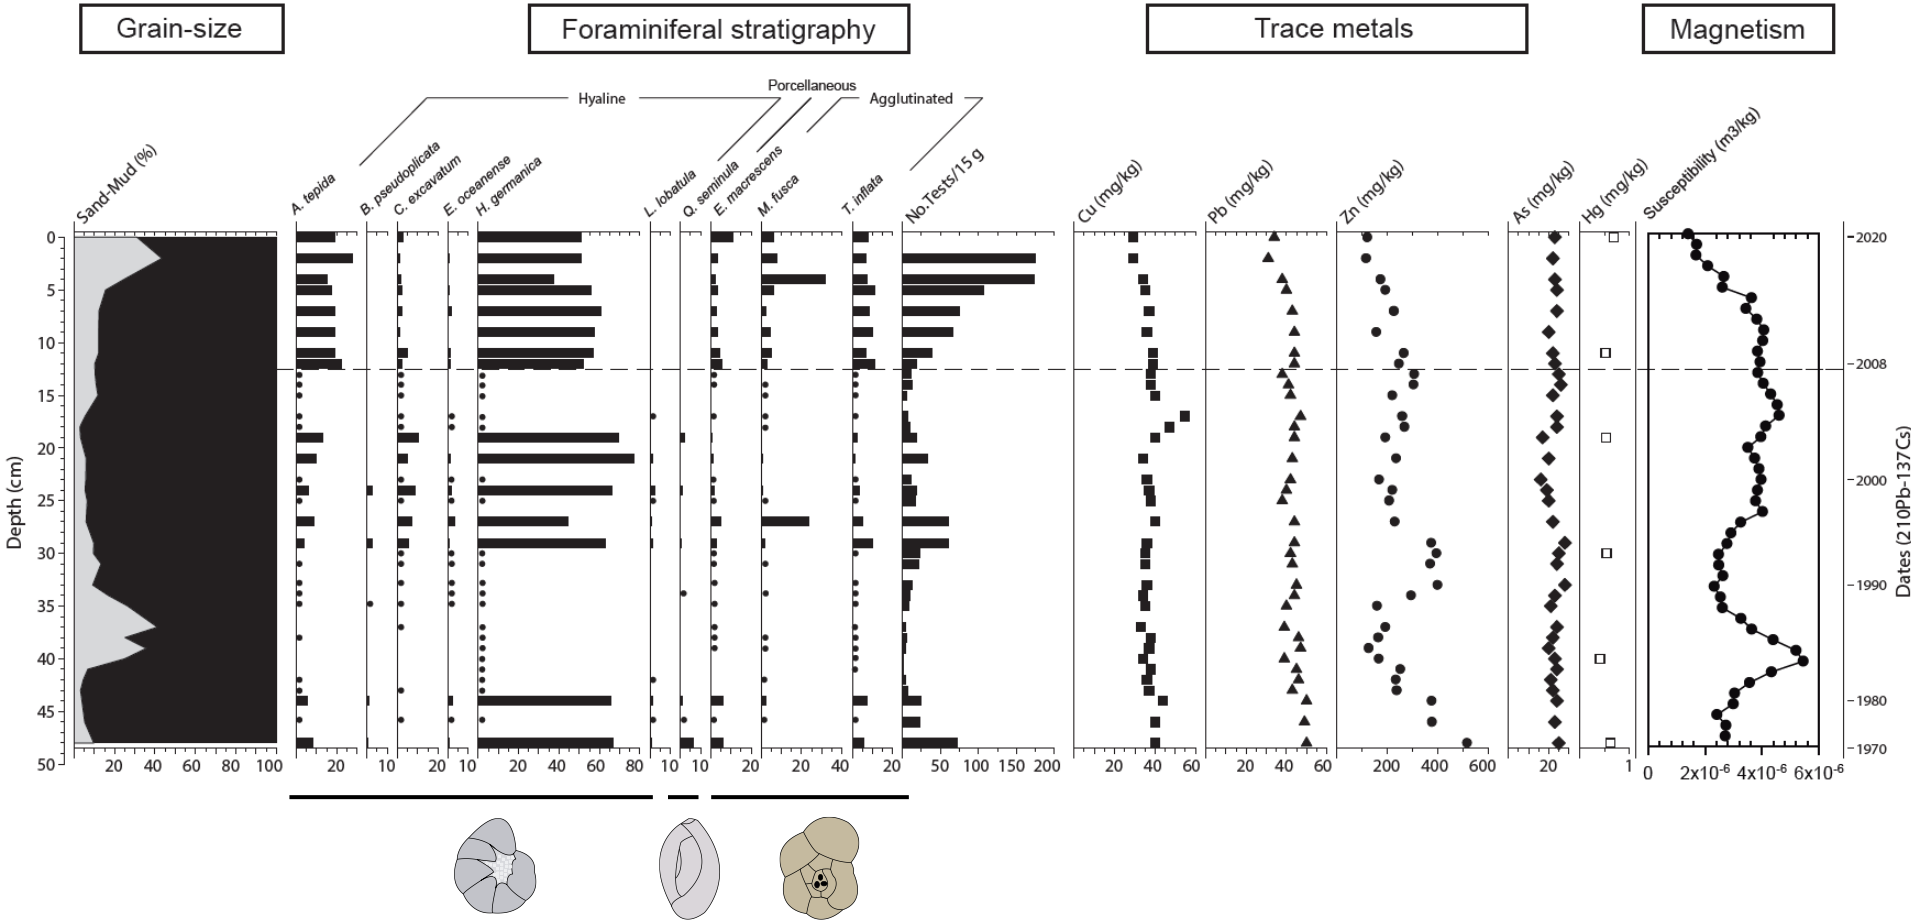 Grain-size
Foraminiferal stratigraphy
Trace metals
Magnetism
Porcellaneous
Hyaline
Agglutinated
Sand-Mud (%)
A. tepida
B. pseudoplicata
C. excavatum
E. oceanense
H. germanica
L. lobatula
Q. seminula
E. macrescens
M. fusca
T. inflata
No.Tests/15 g
Cu (mg/kg)
Pb (mg/kg)
Zn (mg/kg)
As (mg/kg)
Hg (mg/kg)
Susceptibility (m3/kg)
Depth (cm)
0
5
10
15
20
25
30
35
40
45
50
20 40 60 80 100
20
10
20
10
20 40 60 80
10
10
20
20 40
20
50 100 150 200
20 40 60
20 40 60
200 400 600
20
1
0 2x10-6 4x10-6 6x10-6
2020
2008
2000
1990
1980
1970
Dates (210Pb-137Cs)